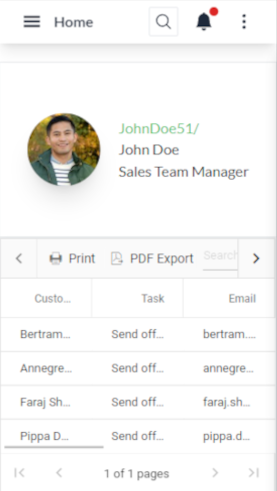 Home
JohnDoe51/
John Doe
Sales Team Manager
Print PDF Export Search
Custo... Task Email
Bertram... Send off... bertram....
Annegre... Send off... annegre...
Faraj Sh... Send off... faraj.sh...
Pippa D... Send off... pippa.d...
1 of 1 pages